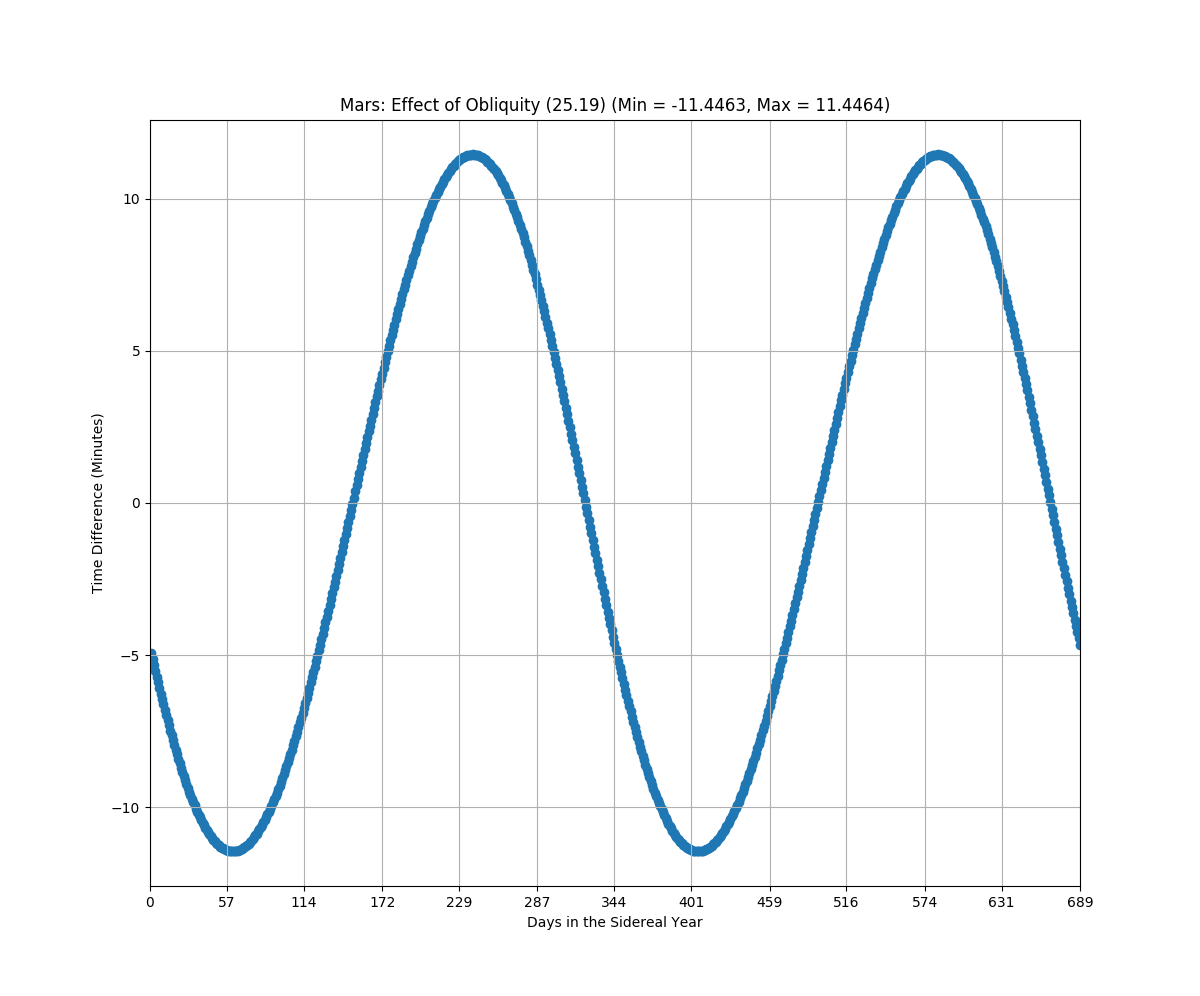 Mars: Effect of Obliquity (25.19) (Min = -11.4463, Max = 11.4464)
10
5
0
−5
−10
Time Difference (Minutes)
0 57 114 172 229 287 344 401 459 516 574 631 689
Days in the Sidereal Year